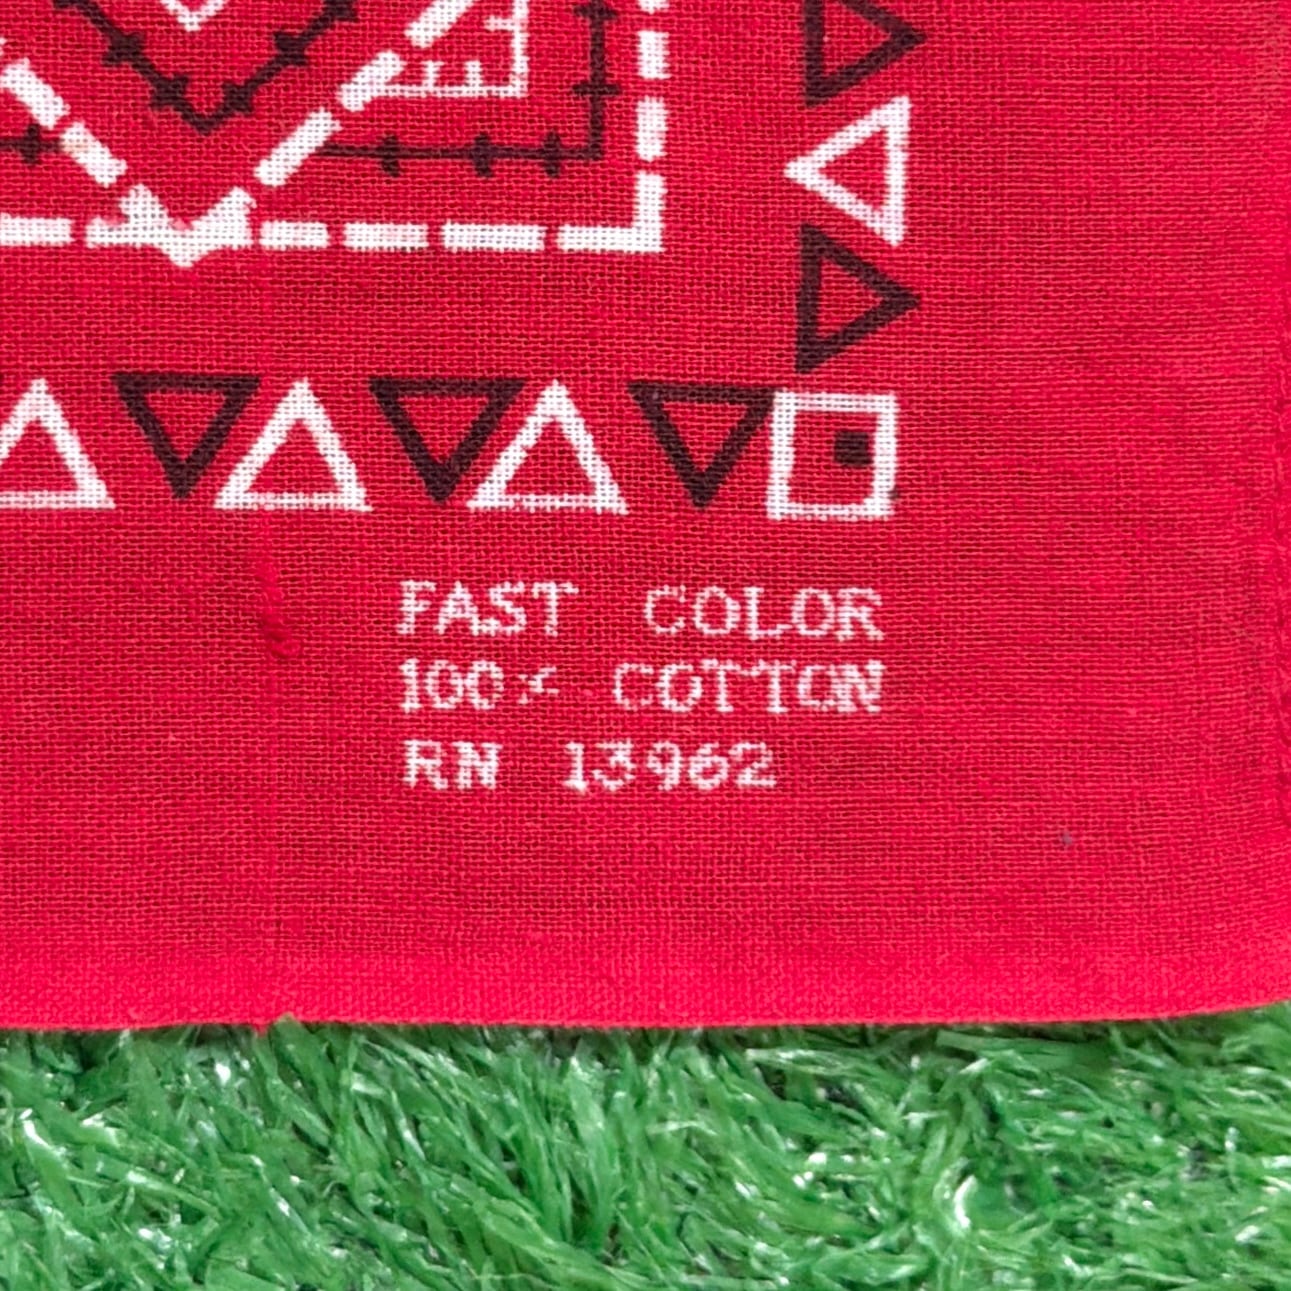 FAST COLOR
100% COTTON
RN 13962